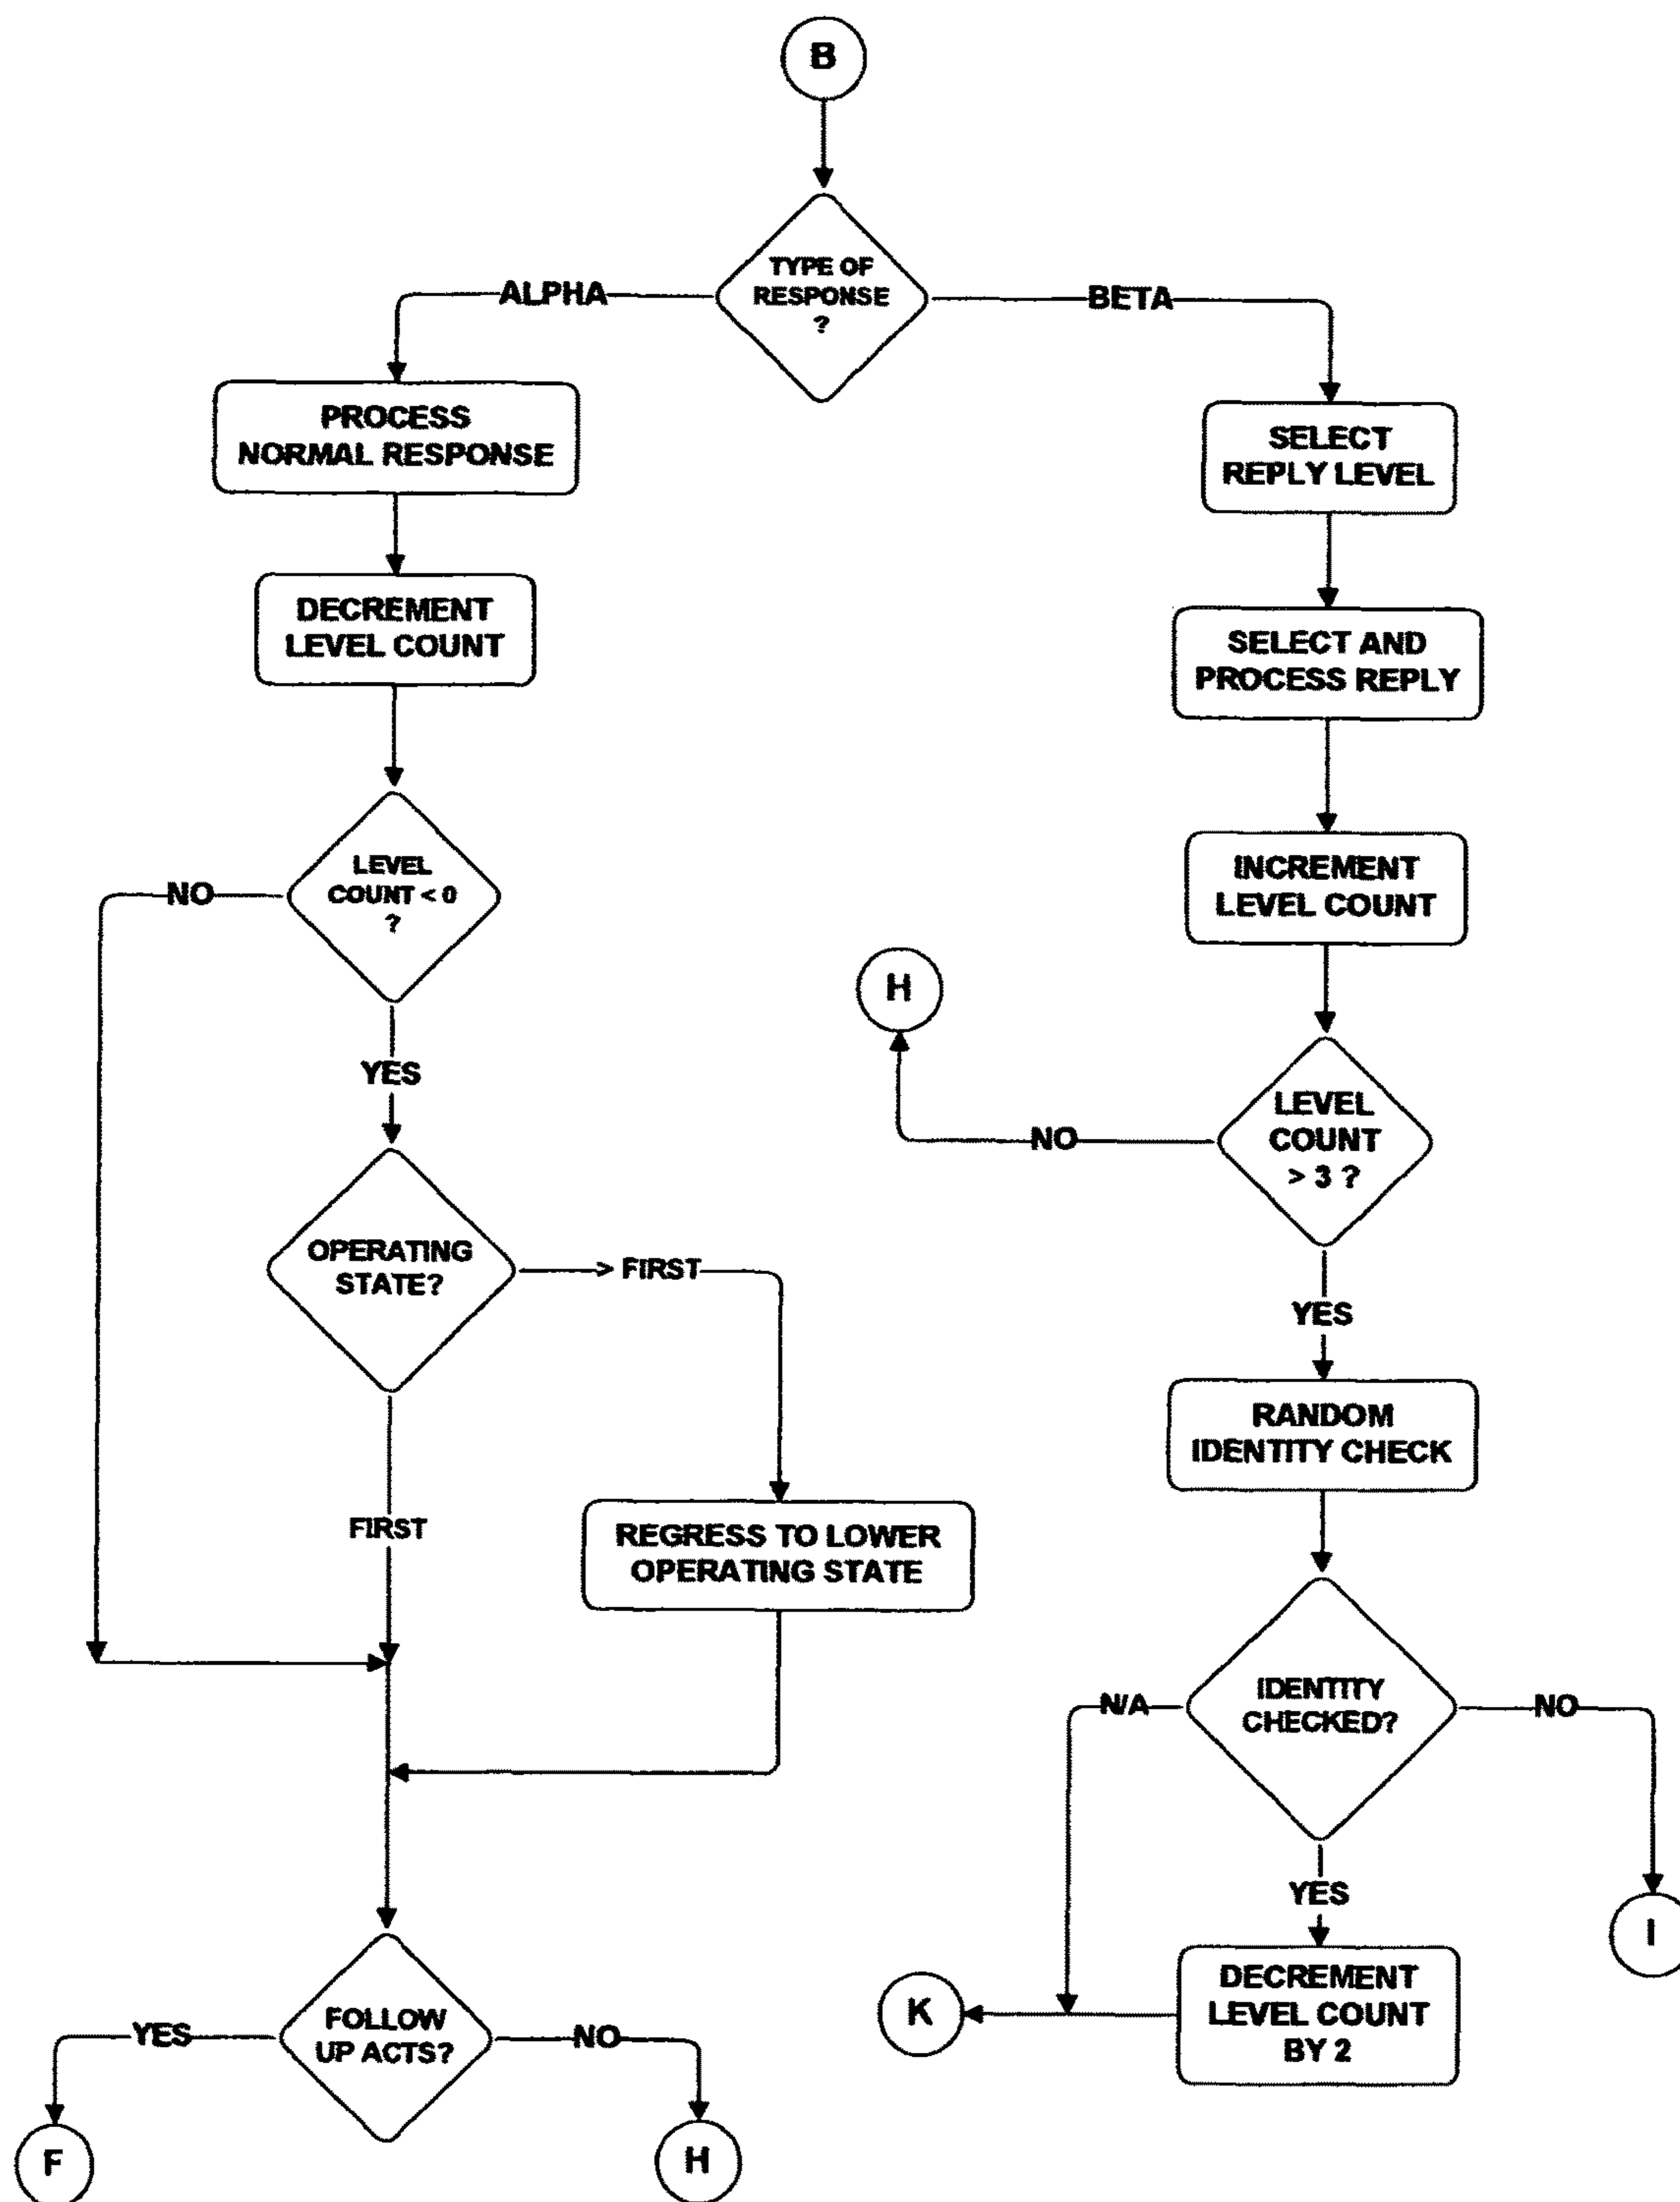 B
TYPE OF
RESPONSE
?
ALPHA
BETA
PROCESS
NORMAL RESPONSE
SELECT
REPLY LEVEL
DECREMENT
LEVEL COUNT
SELECT AND
PROCESS REPLY
LEVEL
COUNT < 0
?
NO
YES
INCREMENT
LEVEL COUNT
H
LEVEL
COUNT
> 3 ?
NO
YES
OPERATING
STATE?
> FIRST
FIRST
REGRESS TO LOWER
OPERATING STATE
RANDOM
IDENTITY CHECK
IDENTITY
CHECKED?
N/A
NO
YES
I
DECREMENT
LEVEL COUNT
BY 2
K
FOLLOW
UP ACTS?
YES
NO
F
H